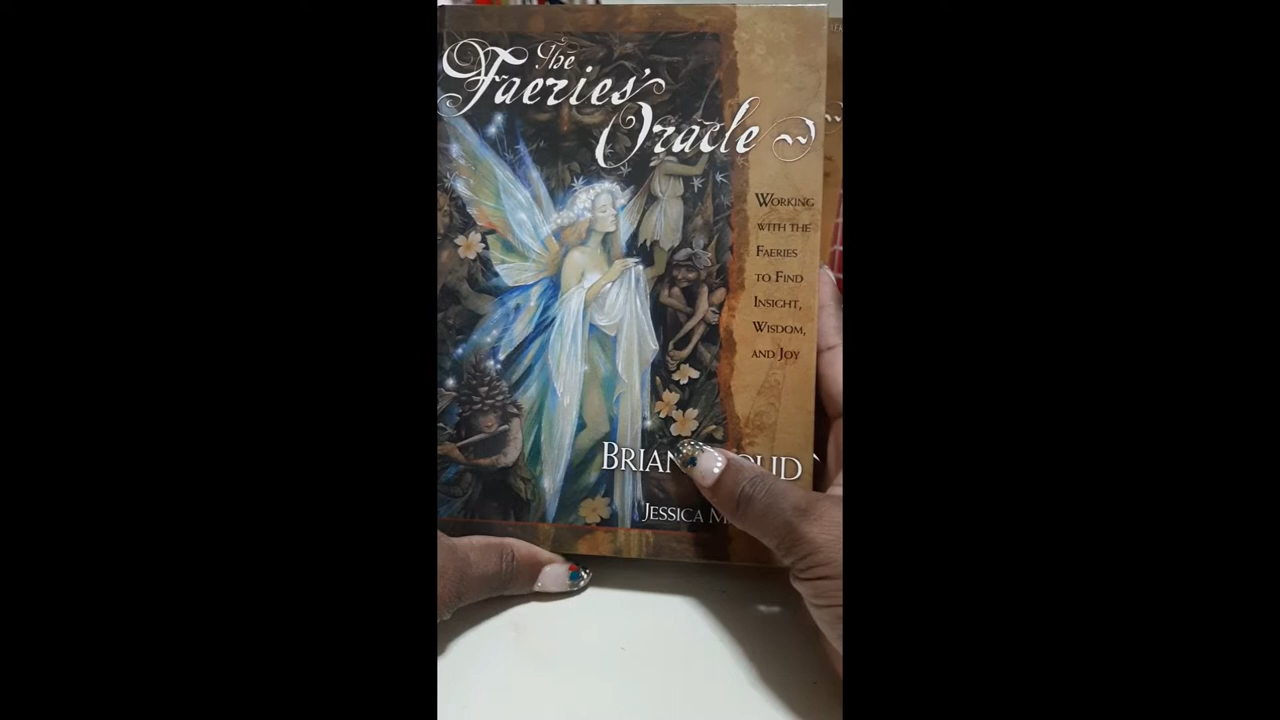 The
Faeries'
Oracle
WORKING
WITH THE
FAERIES
TO FIND
INSIGHT,
WISDOM,
AND JOY
BRIAN
JESSICA